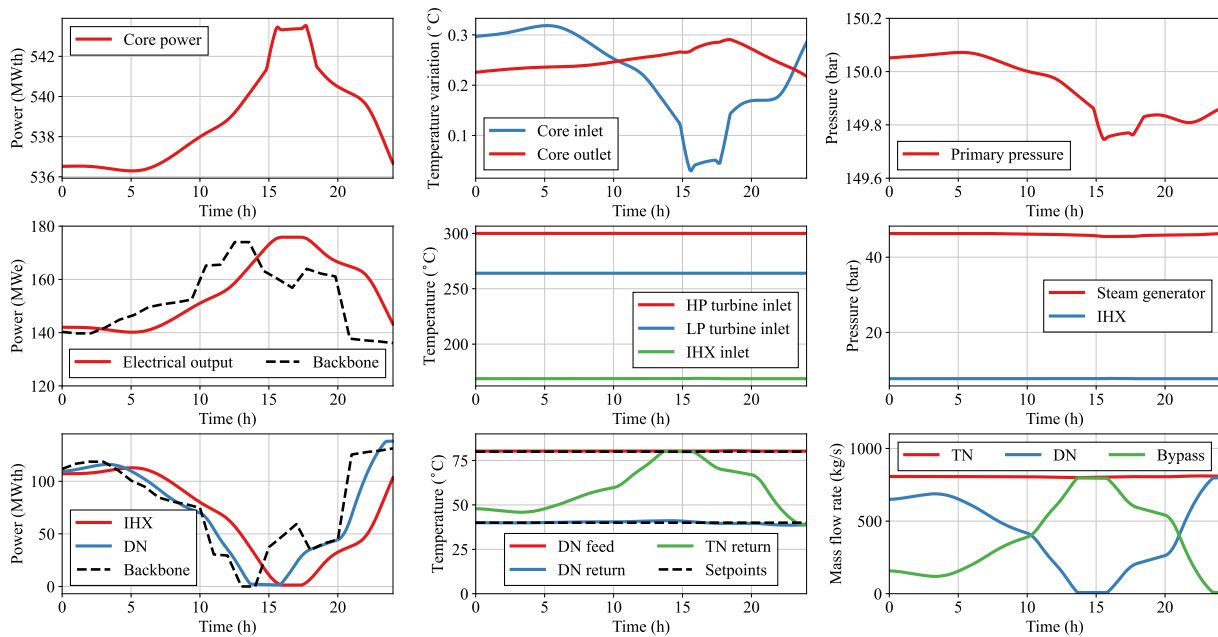 Power (MWth)
542
540
538
536
Core power
0 5 10 15 20
Time (h)
Temperature variation (°C)
0.3
0.2
0.1
Core inlet
Core outlet
0 5 10 15 20
Time (h)
Pressure (bar)
150.2
150.0
149.8
149.6
Primary pressure
0 5 10 15 20
Time (h)
Power (MWe)
180
160
140
120
Electrical output Backbone
0 5 10 15 20
Time (h)
Temperature (°C)
300
250
200
HP turbine inlet
LP turbine inlet
IHX inlet
0 5 10 15 20
Time (h)
Pressure (bar)
40
20
Steam generator
IHX
0 5 10 15 20
Time (h)
Power (MWth)
100
50
0
IHX
DN
Backbone
0 5 10 15 20
Time (h)
Temperature (°C)
75
50
25
0
DN feed TN return
DN return Setpoints
0 5 10 15 20
Time (h)
Mass flow rate (kg/s)
1000
500
0
TN DN Bypass
0 5 10 15 20
Time (h)